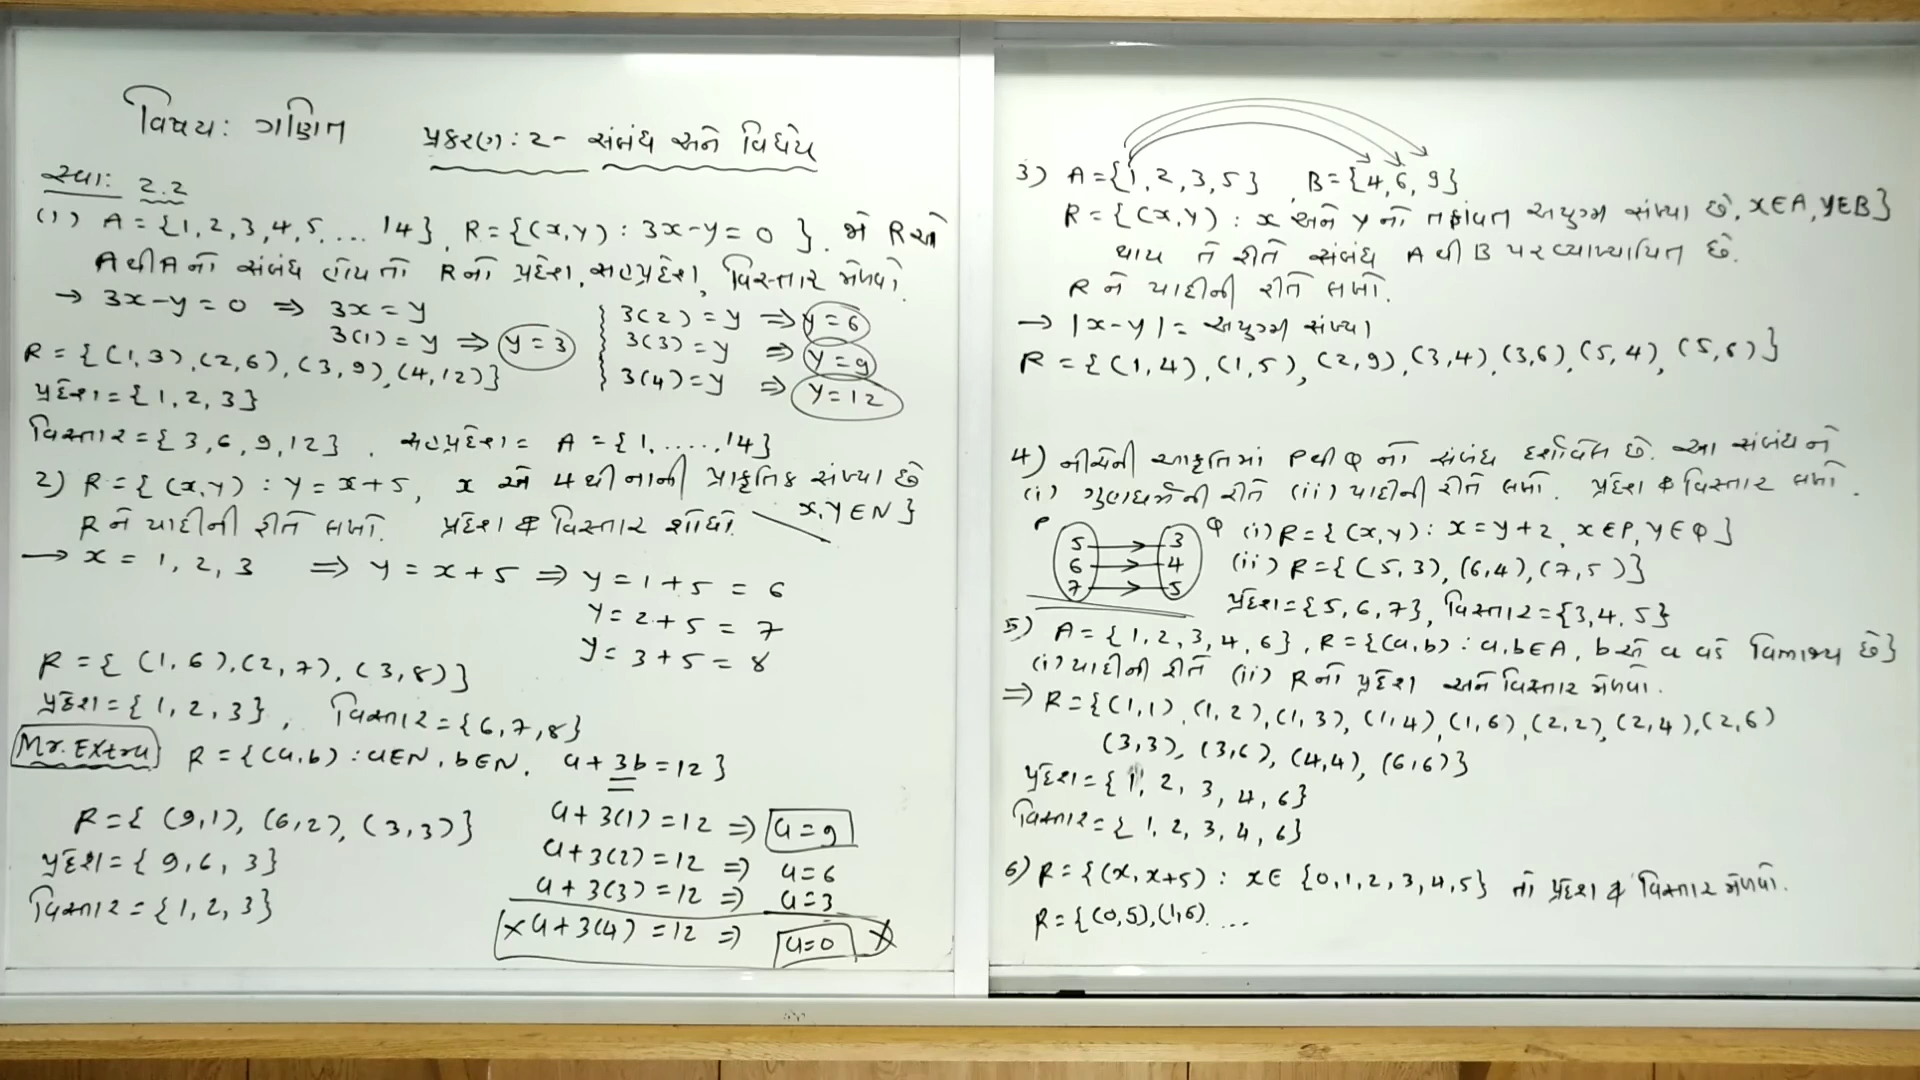 વિષય: ગણિત
પ્રકરણ: 2- સંબંધ અને વિધેય
સ્વા: 2.2
(1) A = {1, 2, 3, 4, 5, ... 14}, R = {(x, y) : 3x-y = 0 }. જો R એ
A થી A નો સંબંધ હોય તો R નો પ્રદેશ, સહપ્રદેશ, વિસ્તાર મેળવો.
→ 3x-y = 0 ⇒ 3x = y
3(1) = y ⇒ y = 3
3(2) = y ⇒ y = 6
3(3) = y ⇒ y = 9
3(4) = y ⇒ y = 12
R = { (1, 3), (2, 6), (3, 9), (4, 12)}
પ્રદેશ = {1, 2, 3}
વિસ્તાર = {3, 6, 9, 12}. સહપ્રદેશ = A = {1, ....., 14}
2) R = { (x, y) : y = x+5, x એ 4 થી નાની પ્રાકૃતિક સંખ્યા છે
x, y ∈ N }
R ને યાદીની રીતે લખો. પ્રદેશ & વિસ્તાર શોધો.
→ x = 1, 2, 3 ⇒ y = x+5 ⇒ y = 1+5 = 6
y = 2+5 = 7
y = 3+5 = 8
R = { (1, 6), (2, 7), (3, 8)}
પ્રદેશ = {1, 2, 3}, વિસ્તાર = {6, 7, 8}
Mr. Extra R = {(a, b) : a∈N, b∈N, a + 3b = 12 }
R = { (9, 1), (6, 2), (3, 3)}
પ્રદેશ = { 9, 6, 3}
વિસ્તાર = {1, 2, 3}
a + 3(1) = 12 ⇒ a = 9
a + 3(2) = 12 ⇒ a = 6
a + 3(3) = 12 ⇒ a = 3
x a + 3(4) = 12 ⇒ a = 0 x
3) A = {1, 2, 3, 5}, B = {4, 6, 9}
R = {(x, y) : x અને y નો તફાવત અયુગ્મ સંખ્યા છે, x∈A, y∈B}
થાય તે રીતે સંબંધ A થી B પર વ્યાખ્યાયિત છે.
R ને યાદીની રીતે લખો.
→ |x-y| = અયુગ્મ સંખ્યા
R = { (1, 4), (1, 5), (2, 9), (3, 4), (3, 6), (5, 4), (5, 6)}
4) નીચેની આકૃતિમાં P થી Q નો સંબંધ દર્શાવેલ છે. આ સંબંધ ને
(i) ગુણધર્મની રીતે (ii) યાદીની રીતે લખો. પ્રદેશ & વિસ્તાર લખો.
P Q
5 → 3
6 → 4
7 → 5
(i) R = {(x, y) : x = y+2, x∈P, y∈Q}
(ii) R = {(5, 3), (6, 4), (7, 5)}
પ્રદેશ = {5, 6, 7}, વિસ્તાર = {3, 4, 5}
5) A = {1, 2, 3, 4, 6}, R = {(a, b) : a, b∈A, b એ a વડે વિભાજ્ય છે}
(i) યાદીની રીતે (ii) R નો પ્રદેશ અને વિસ્તાર મેળવો.
⇒ R = {(1, 1), (1, 2), (1, 3), (1, 4), (1, 6), (2, 2), (2, 4), (2, 6)
(3, 3), (3, 6), (4, 4), (6, 6)}
પ્રદેશ = {1, 2, 3, 4, 6}
વિસ્તાર = {1, 2, 3, 4, 6}
6) R = {(x, x+5) : x∈ {0, 1, 2, 3, 4, 5} તો પ્રદેશ & વિસ્તાર મેળવો.
R = {(0, 5), (1, 6) ....